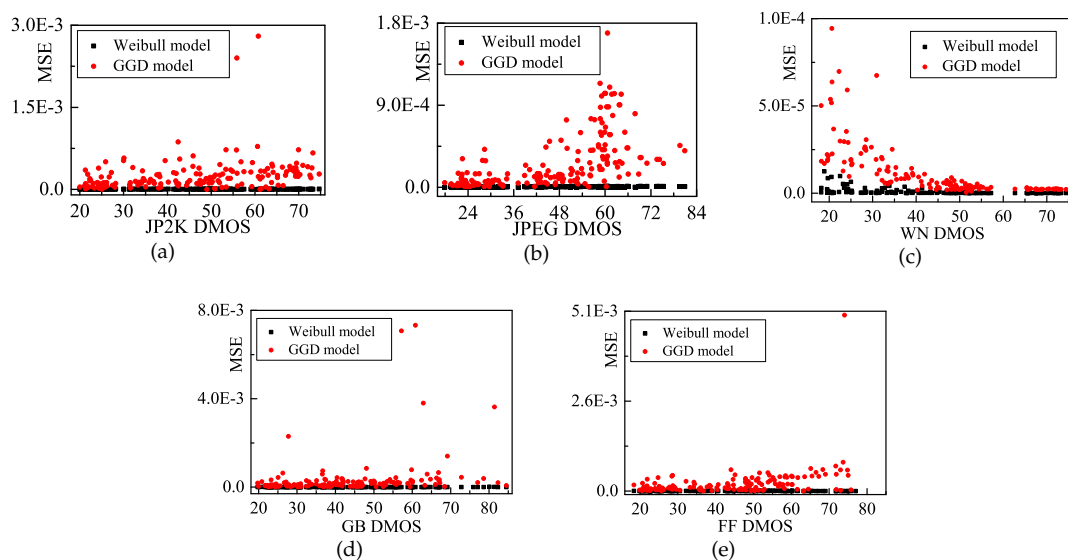 3.0E-3
1.5E-3
0.0
MSE
Weibull model
GGD model
20 30 40 50 60 70
JP2K DMOS
(a)
1.8E-3
9.0E-4
0.0
MSE
Weibull model
GGD model
24 36 48 60 72 84
JPEG DMOS
(b)
1.0E-4
5.0E-5
0.0
MSE
Weibull model
GGD model
20 30 40 50 60 70
WN DMOS
(c)
8.0E-3
4.0E-3
0.0
MSE
Weibull model
GGD model
20 30 40 50 60 70 80
GB DMOS
(d)
5.1E-3
2.6E-3
0.0
MSE
Weibull model
GGD model
20 30 40 50 60 70 80
FF DMOS
(e)